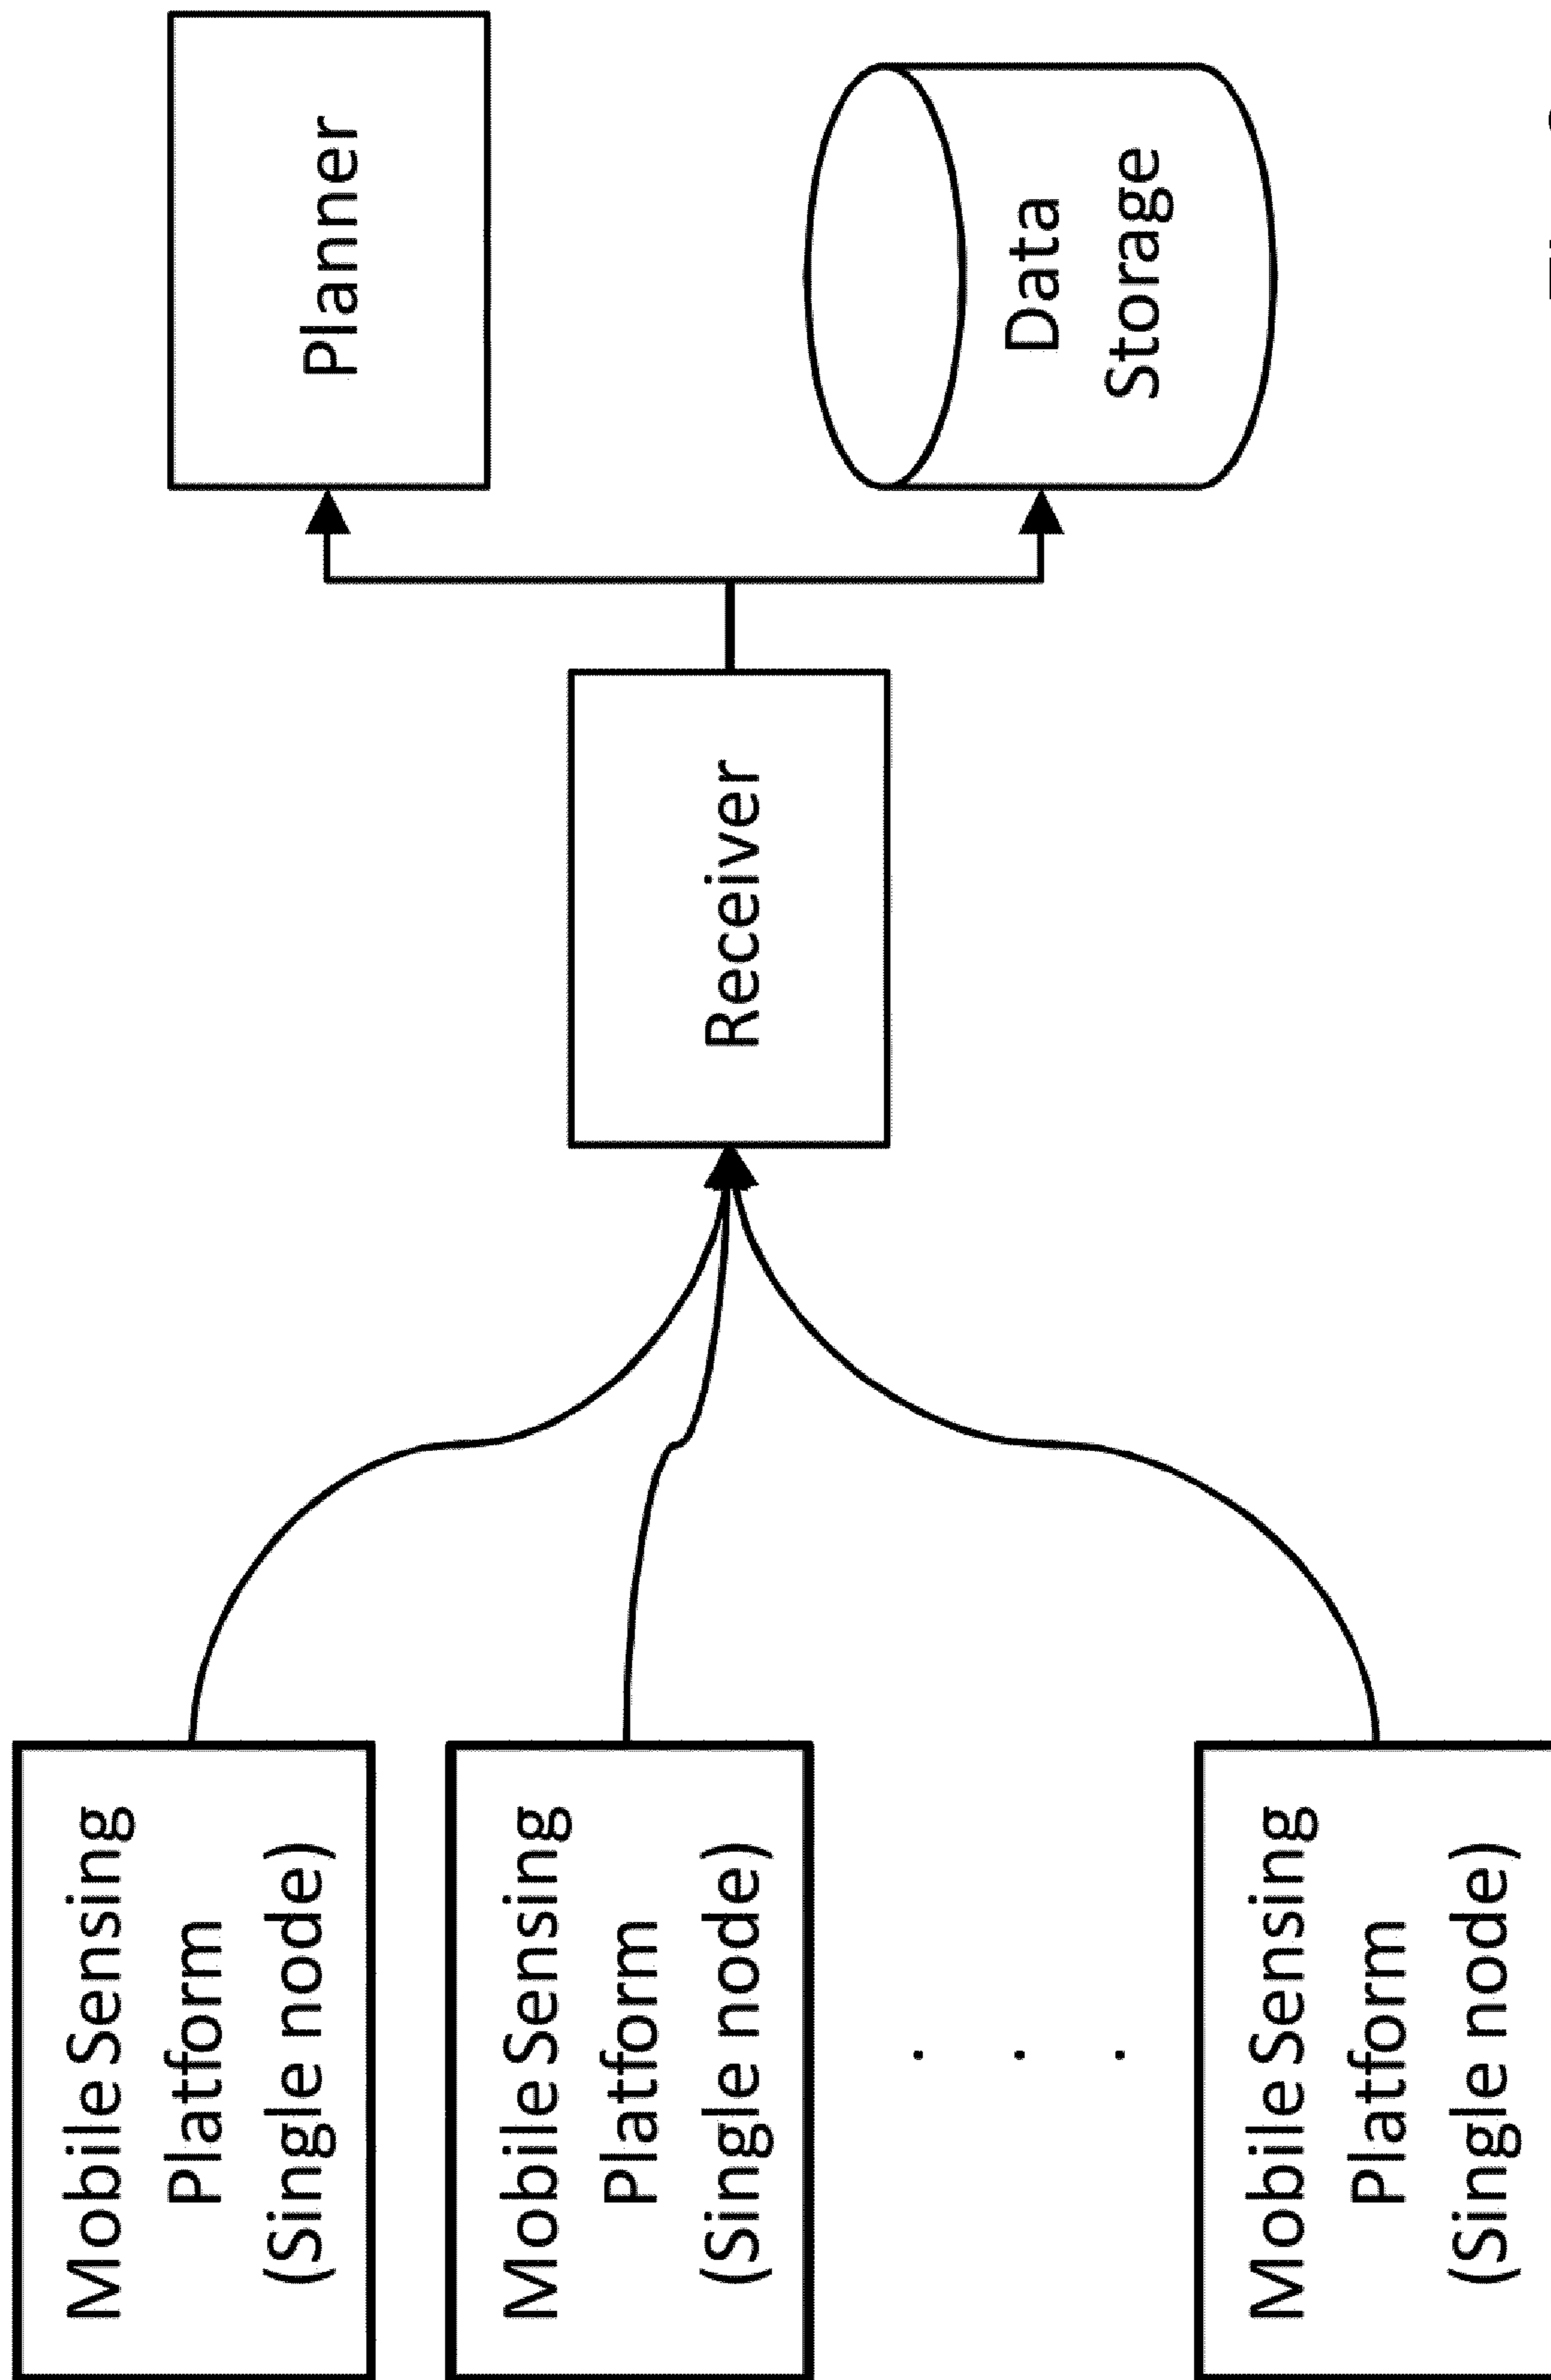 Mobile Sensing
Platform
(Single node)
Mobile Sensing
Platform
(Single node)
. . .
Mobile Sensing
Platform
(Single node)
Receiver
Planner
Data
Storage